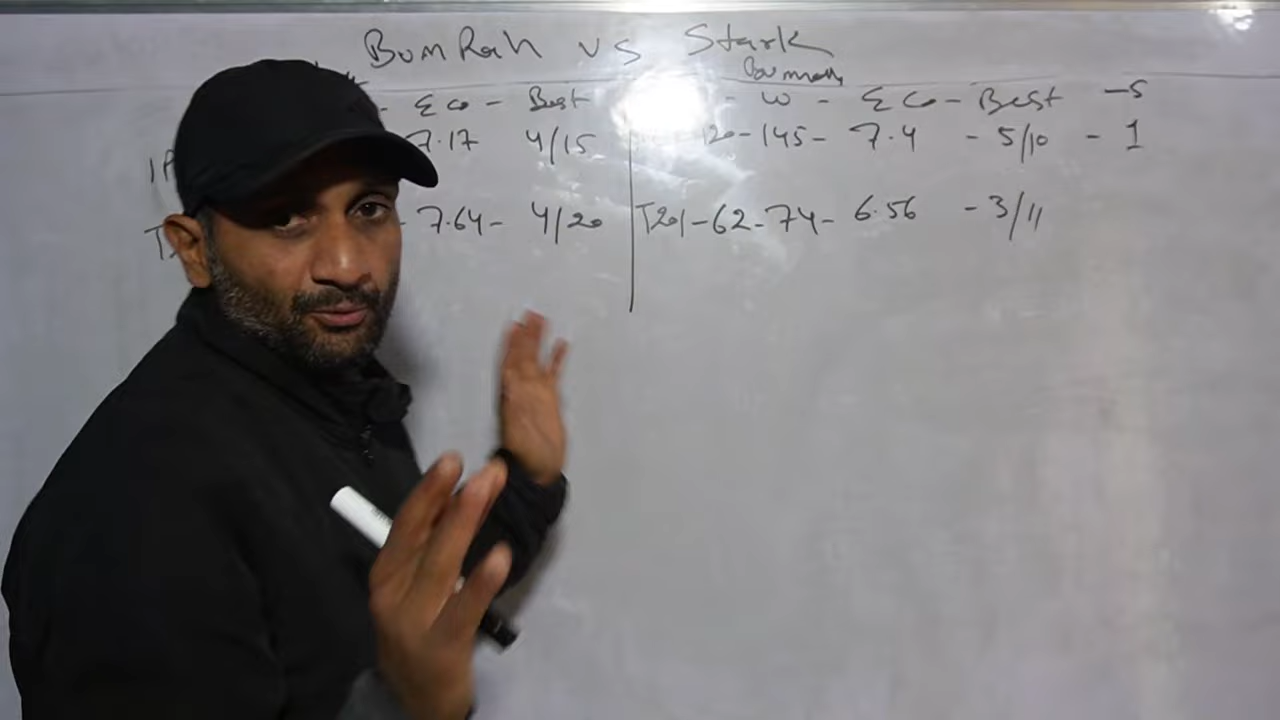 BumRah vs Stark
Bumrah
- Eco - Best - w - Eco - Best - 5
7.17 4/15 120 - 145 - 7.4 - 5/10 - 1
- 7.64 - 4/20 T20I - 62 - 74 - 6.56 - 3/11